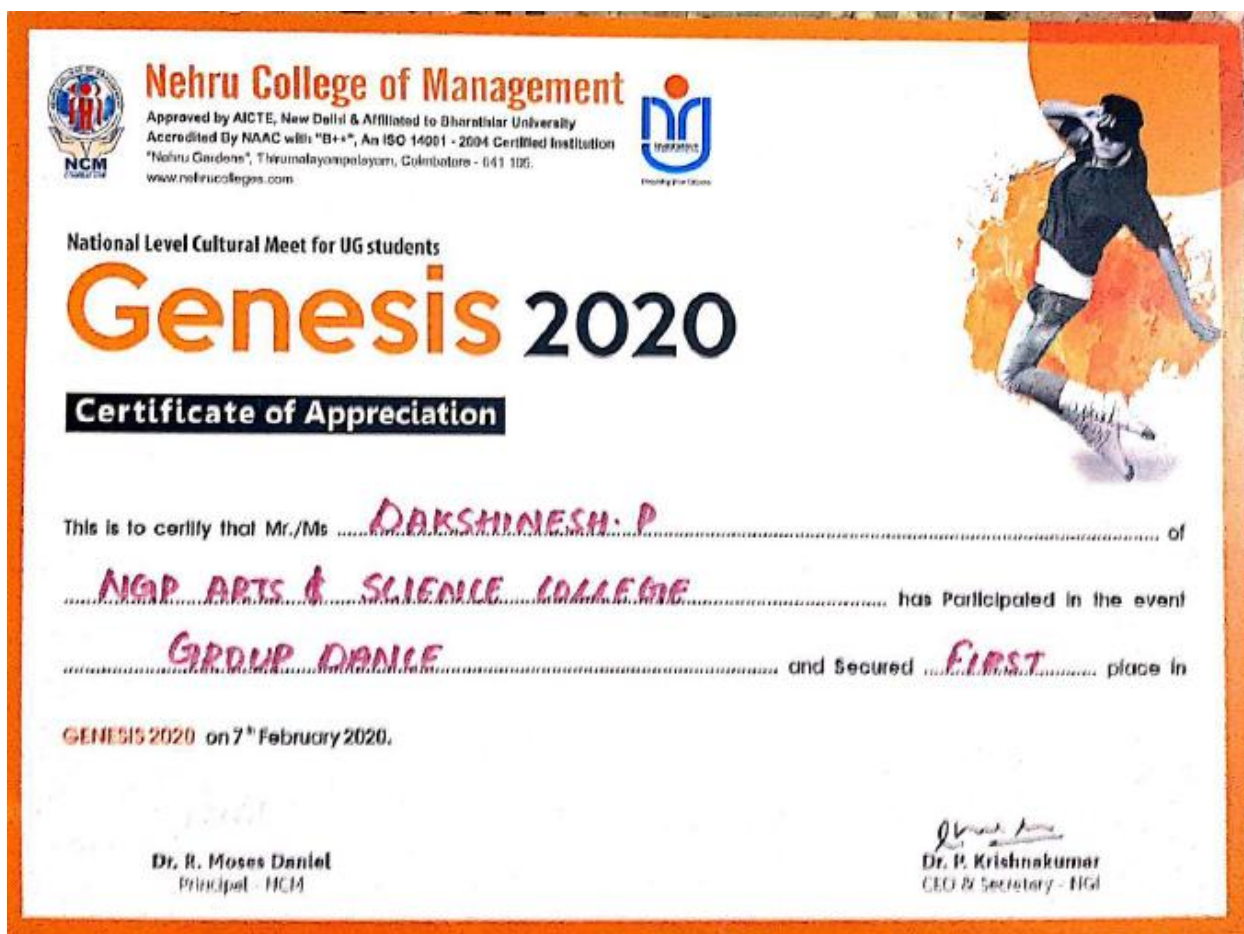 Nehru College of Management
Approved by AICTE, New Delhi & Affiliated to Bharathiar University
Accredited By NAAC with "B++", An ISO 14001 - 2004 Certified Institution
"Nehru Gardens", Thirumalayampalayam, Coimbatore - 641 105.
www.nehrucolleges.com
NCM
National Level Cultural Meet for UG students
Genesis 2020
Certificate of Appreciation
This is to certify that Mr./Ms DAKSHINESH. P of
NGP ARTS & SCIENCE COLLEGE has Participated in the event
GROUP DANCE and Secured FIRST place in
GENESIS 2020 on 7th February 2020.
Dr. R. Moses Daniel
Principal - NCM
Dr. P. Krishnakumar
CEO & Secretary - NGI